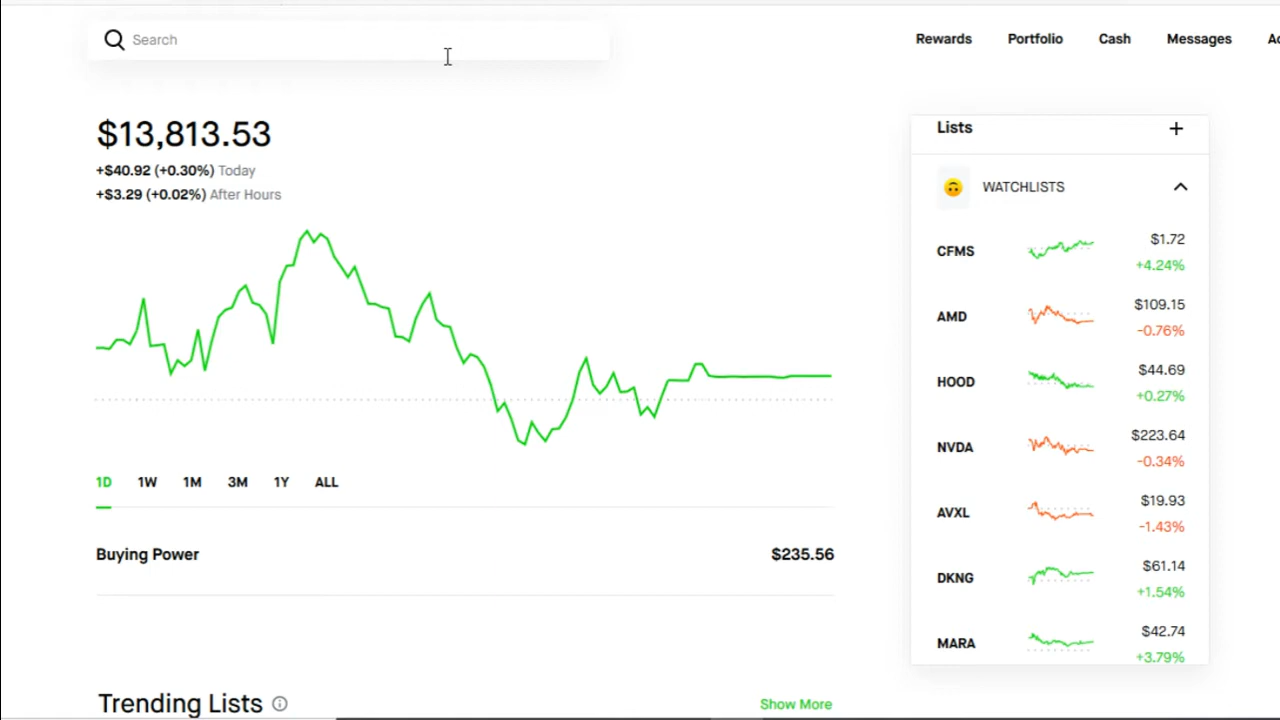 Search
Rewards Portfolio Cash Messages
$13,813.53
+$40.92 (+0.30%) Today
+$3.29 (+0.02%) After Hours
1D 1W 1M 3M 1Y ALL
Buying Power $235.56
Trending Lists Show More
Lists +
WATCHLISTS
CFMS $1.72
+4.24%
AMD $109.15
-0.76%
HOOD $44.69
+0.27%
NVDA $223.64
-0.34%
AVXL $19.93
-1.43%
DKNG $61.14
+1.54%
MARA $42.74
+3.79%